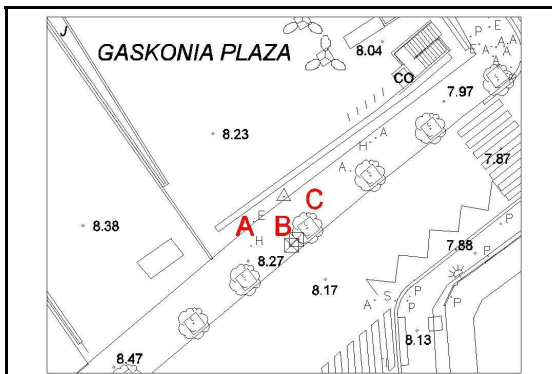 J
GASKONIA PLAZA
8.04
E
P
P
E A A A
A
CO
7.97
8.23
H A
7.87
A
C
8.38
A E B
H
7.88
P
P
8.27
8.17
A S P
P
P
8.13
8.47